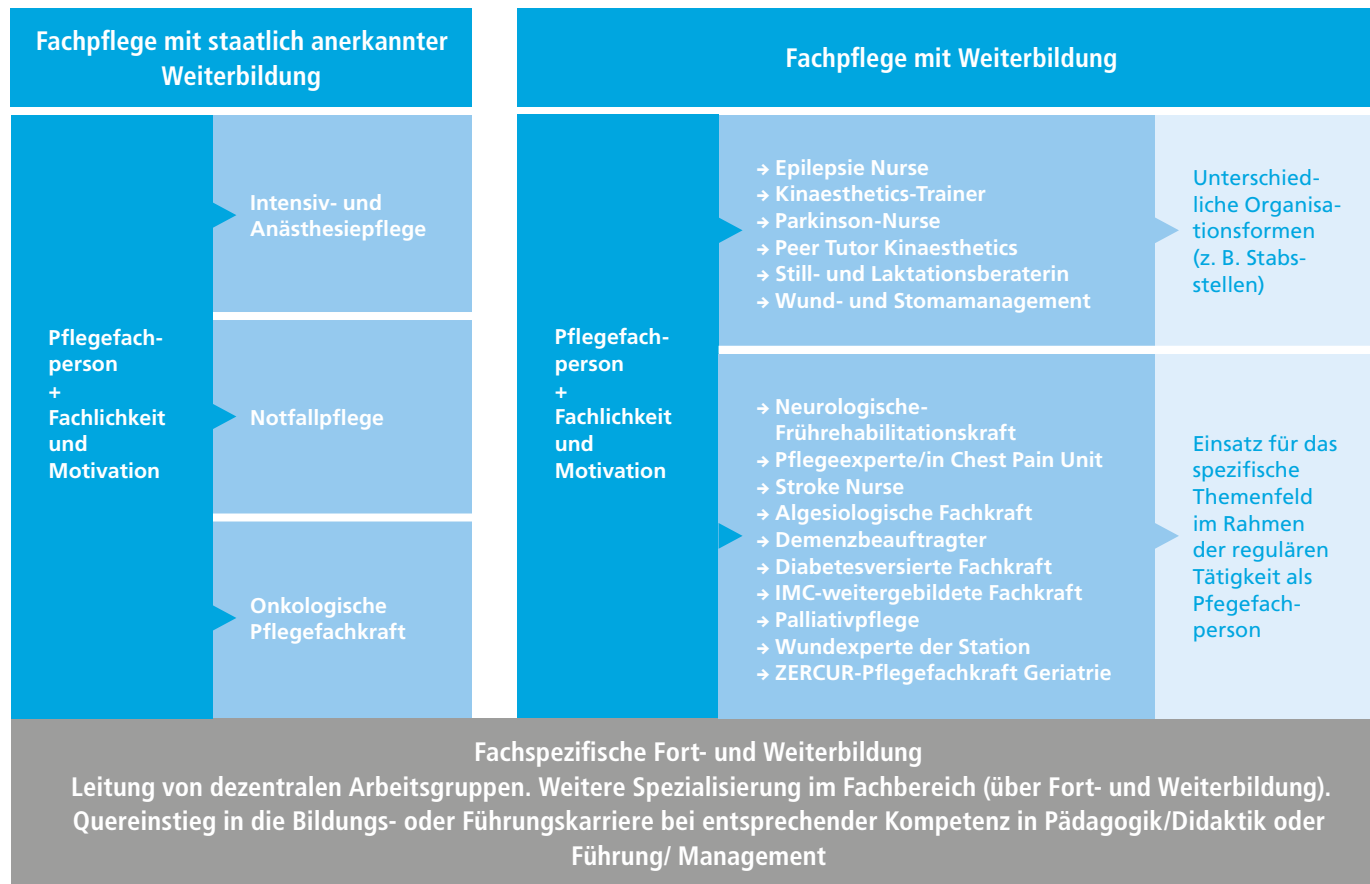 Fachpflege mit staatlich anerkannter
Weiterbildung
Pflegefach-
person
+
Fachlichkeit
und
Motivation
Intensiv- und
Anästhesiepflege
Notfallpflege
Onkologische
Pflegefachkraft
Fachpflege mit Weiterbildung
Pflegefach-
person
+
Fachlichkeit
und
Motivation
→ Epilepsie Nurse
→ Kinaesthetics-Trainer
→ Parkinson-Nurse
→ Peer Tutor Kinaesthetics
→ Still- und Laktationsberaterin
→ Wund- und Stomamanagement
Unterschied-
liche Organisa-
tionsformen
(z. B. Stabs-
stellen)
→ Neurologische-
Frührehabilitationskraft
→ Pflegeexperte/in Chest Pain Unit
→ Stroke Nurse
→ Algesiologische Fachkraft
→ Demenzbeauftragter
→ Diabetesversierte Fachkraft
→ IMC-weitergebildete Fachkraft
→ Palliativpflege
→ Wundexperte der Station
→ ZERCUR-Pflegefachkraft Geriatrie
Einsatz für das
spezifische
Themenfeld
im Rahmen
der regulären
Tätigkeit als
Pfegefach-
person
Fachspezifische Fort- und Weiterbildung
Leitung von dezentralen Arbeitsgruppen. Weitere Spezialisierung im Fachbereich (über Fort- und Weiterbildung).
Quereinstieg in die Bildungs- oder Führungskarriere bei entsprechender Kompetenz in Pädagogik/Didaktik oder
Führung/ Management